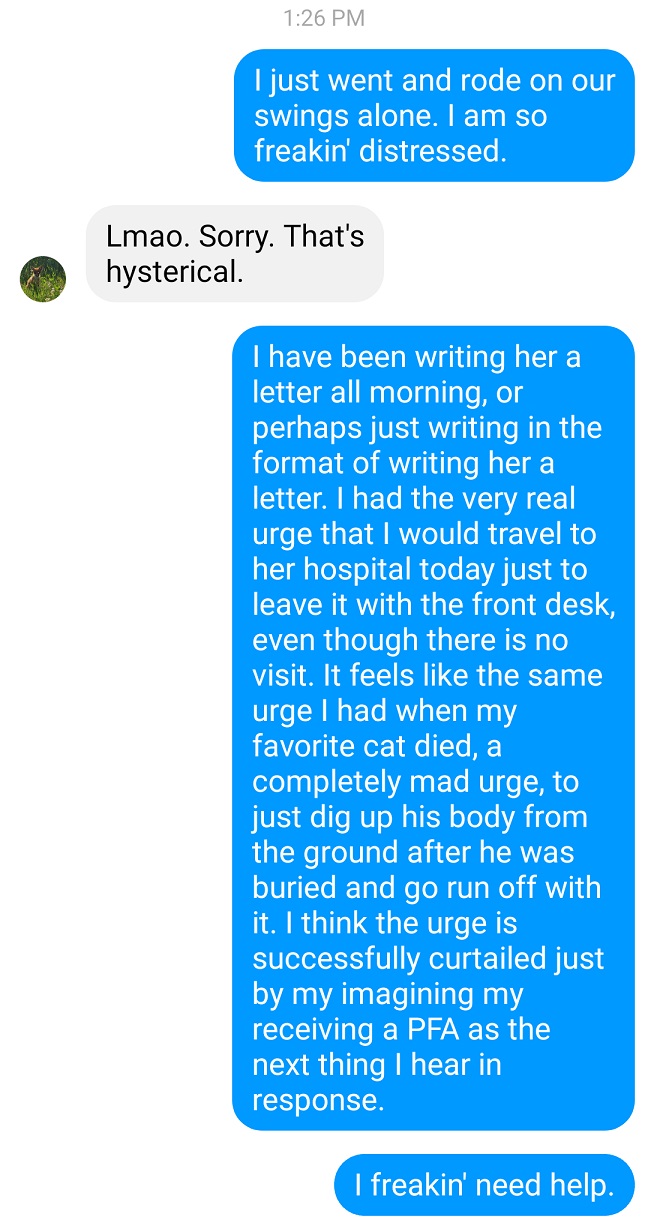 1:26 PM
I just went and rode on our
swings alone. I am so
freakin' distressed.
Lmao. Sorry. That's
hysterical.
I have been writing her a
letter all morning, or
perhaps just writing in the
format of writing her a
letter. I had the very real
urge that I would travel to
her hospital today just to
leave it with the front desk,
even though there is no
visit. It feels like the same
urge I had when my
favorite cat died, a
completely mad urge, to
just dig up his body from
the ground after he was
buried and go run off with
it. I think the urge is
successfully curtailed just
by my imagining my
receiving a PFA as the
next thing I hear in
response.
I freakin' need help.